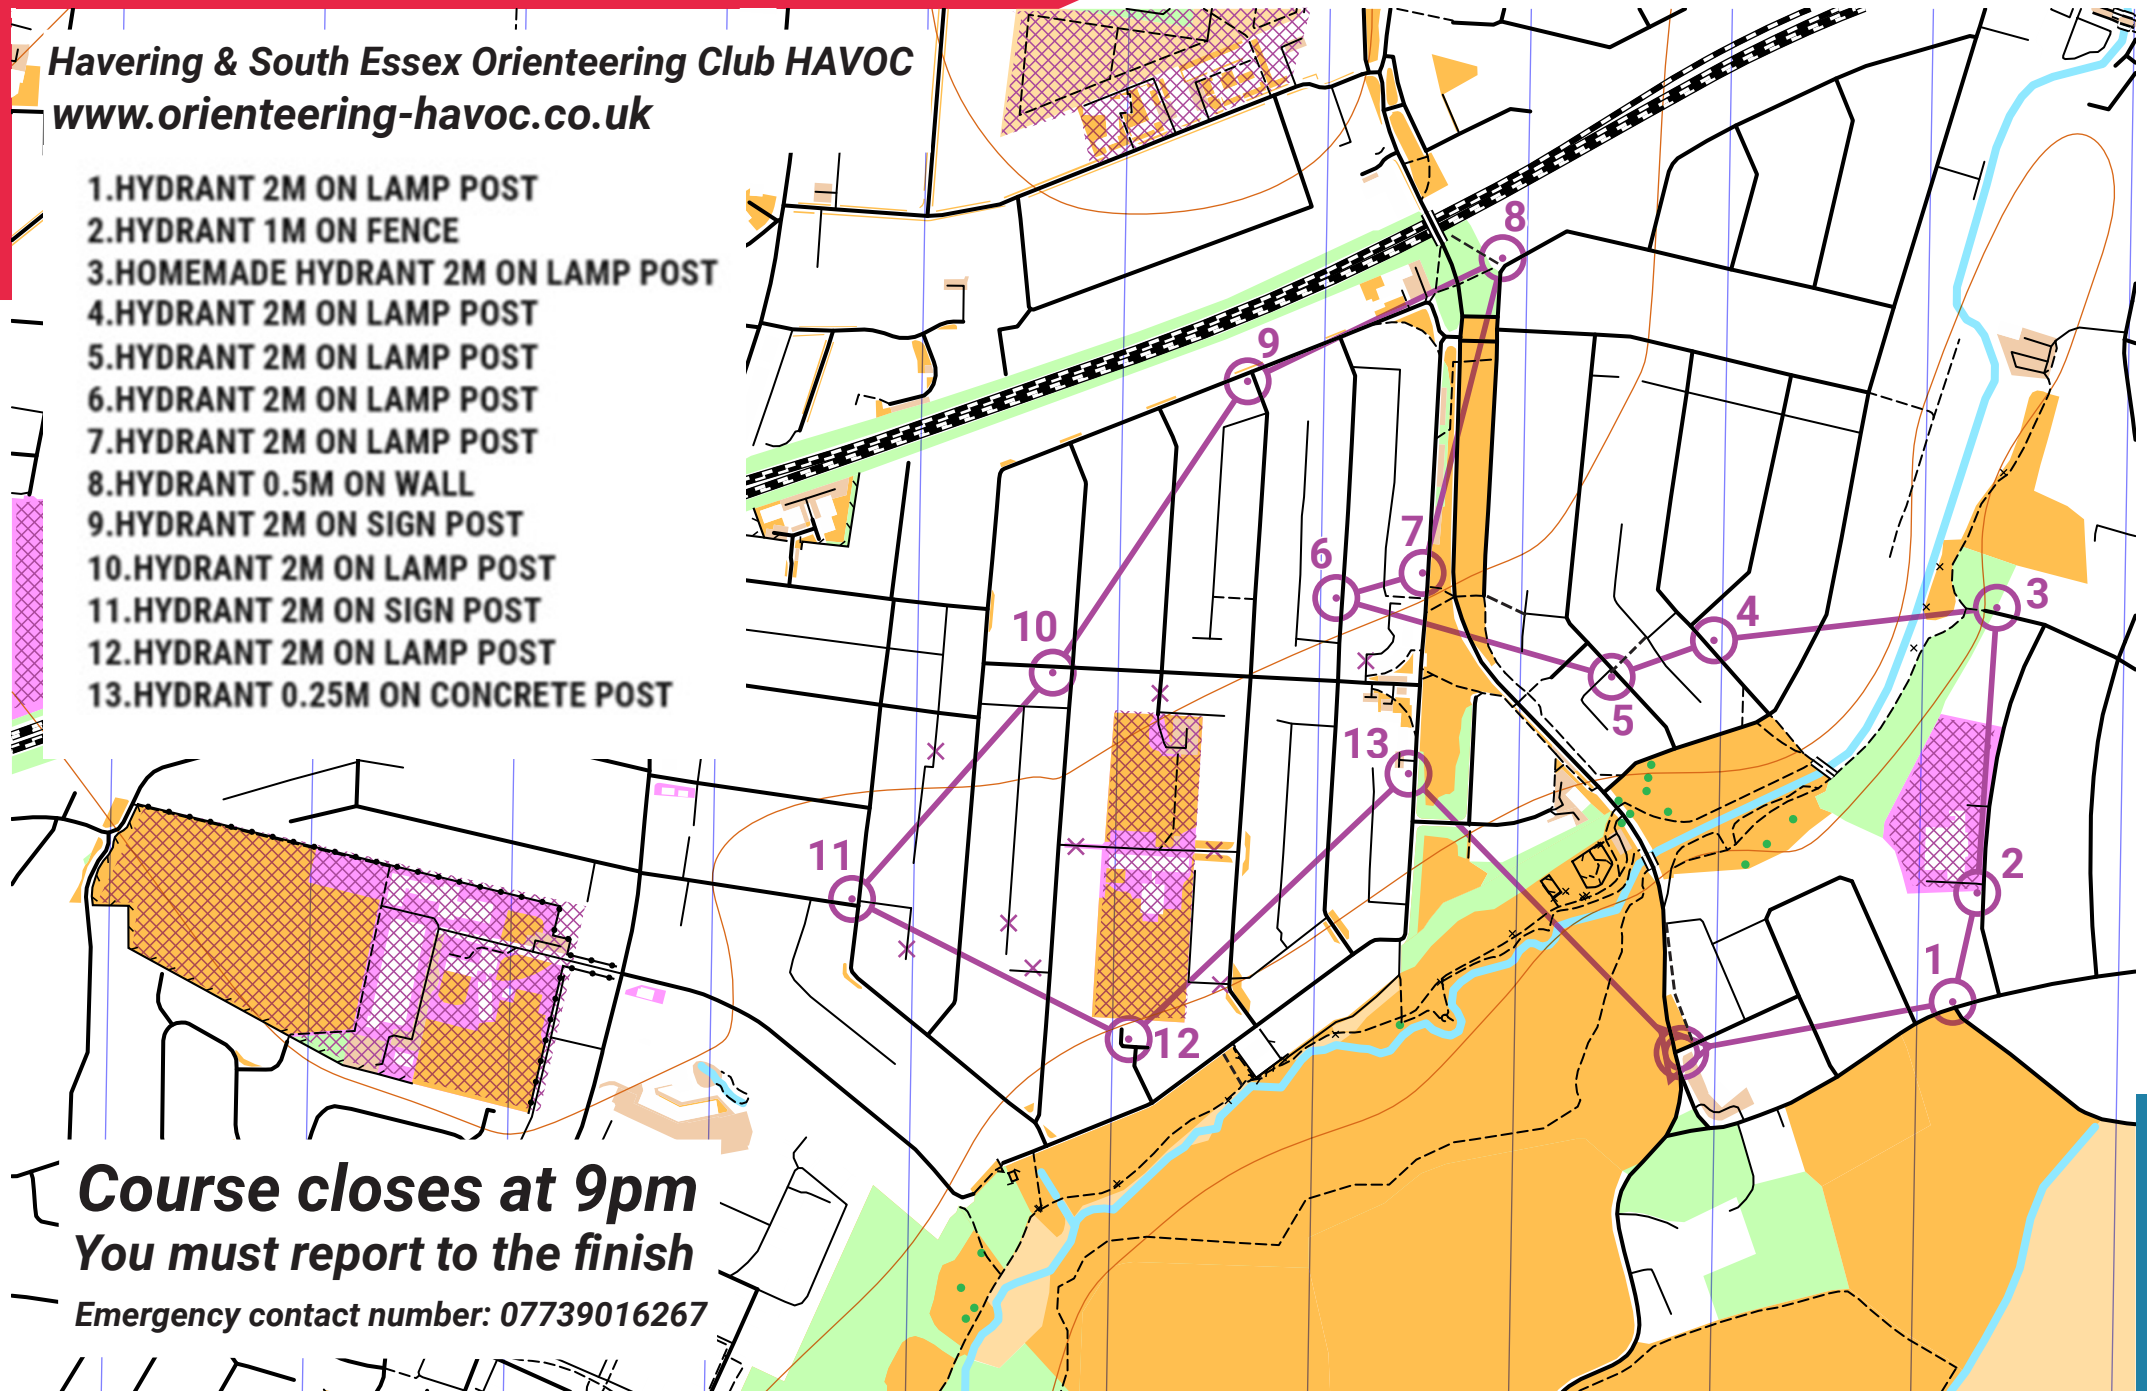 Havering & South Essex Orienteering Club HAVOC
www.orienteering-havoc.co.uk
1.HYDRANT 2M ON LAMP POST
2.HYDRANT 1M ON FENCE
3.HOMEMADE HYDRANT 2M ON LAMP POST
4.HYDRANT 2M ON LAMP POST
5.HYDRANT 2M ON LAMP POST
6.HYDRANT 2M ON LAMP POST
7.HYDRANT 2M ON LAMP POST
8.HYDRANT 0.5M ON WALL
9.HYDRANT 2M ON SIGN POST
10.HYDRANT 2M ON LAMP POST
11.HYDRANT 2M ON SIGN POST
12.HYDRANT 2M ON LAMP POST
13.HYDRANT 0.25M ON CONCRETE POST
8
9
7
6
3
4
10
5
13
11
2
1
12
Course closes at 9pm
You must report to the finish
Emergency contact number: 07739016267